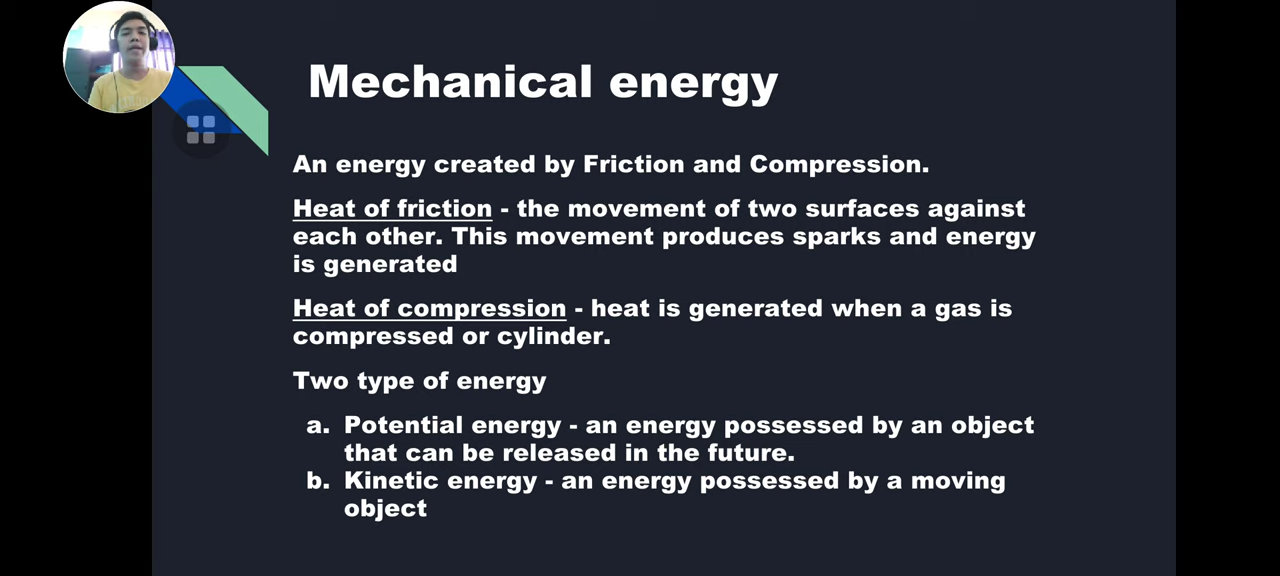 Mechanical energy
An energy created by Friction and Compression.
Heat of friction - the movement of two surfaces against
each other. This movement produces sparks and energy
is generated
Heat of compression - heat is generated when a gas is
compressed or cylinder.
Two type of energy
a. Potential energy - an energy possessed by an object
that can be released in the future.
b. Kinetic energy - an energy possessed by a moving
object